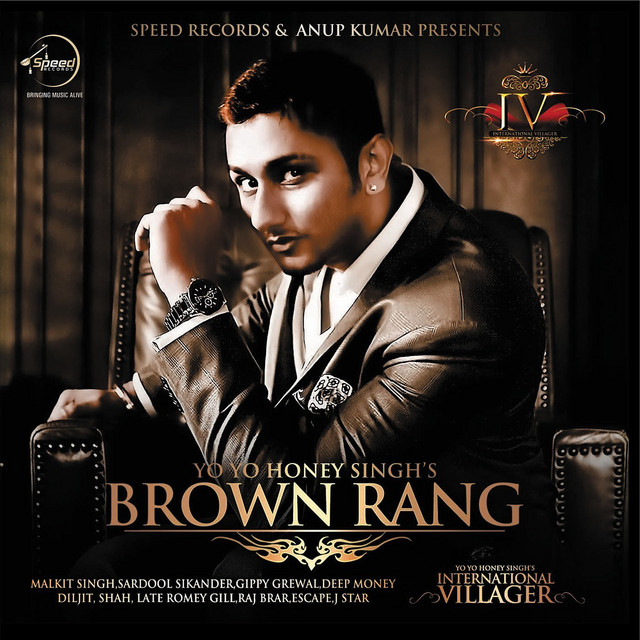 SPEED RECORDS & ANUP KUMAR PRESENTS
Speed
RECORDS
BRINGING MUSIC ALIVE
IV
INTERNATIONAL VILLAGER
YO YO HONEY SINGH'S
BROWN RANG
MALKIT SINGH,SARDOOL SIKANDER,GIPPY GREWAL,DEEP MONEY
DILJIT, SHAH, LATE ROMEY GILL,RAJ BRAR,ESCAPE,J STAR
YO YO HONEY SINGH'S
INTERNATIONAL
VILLAGER